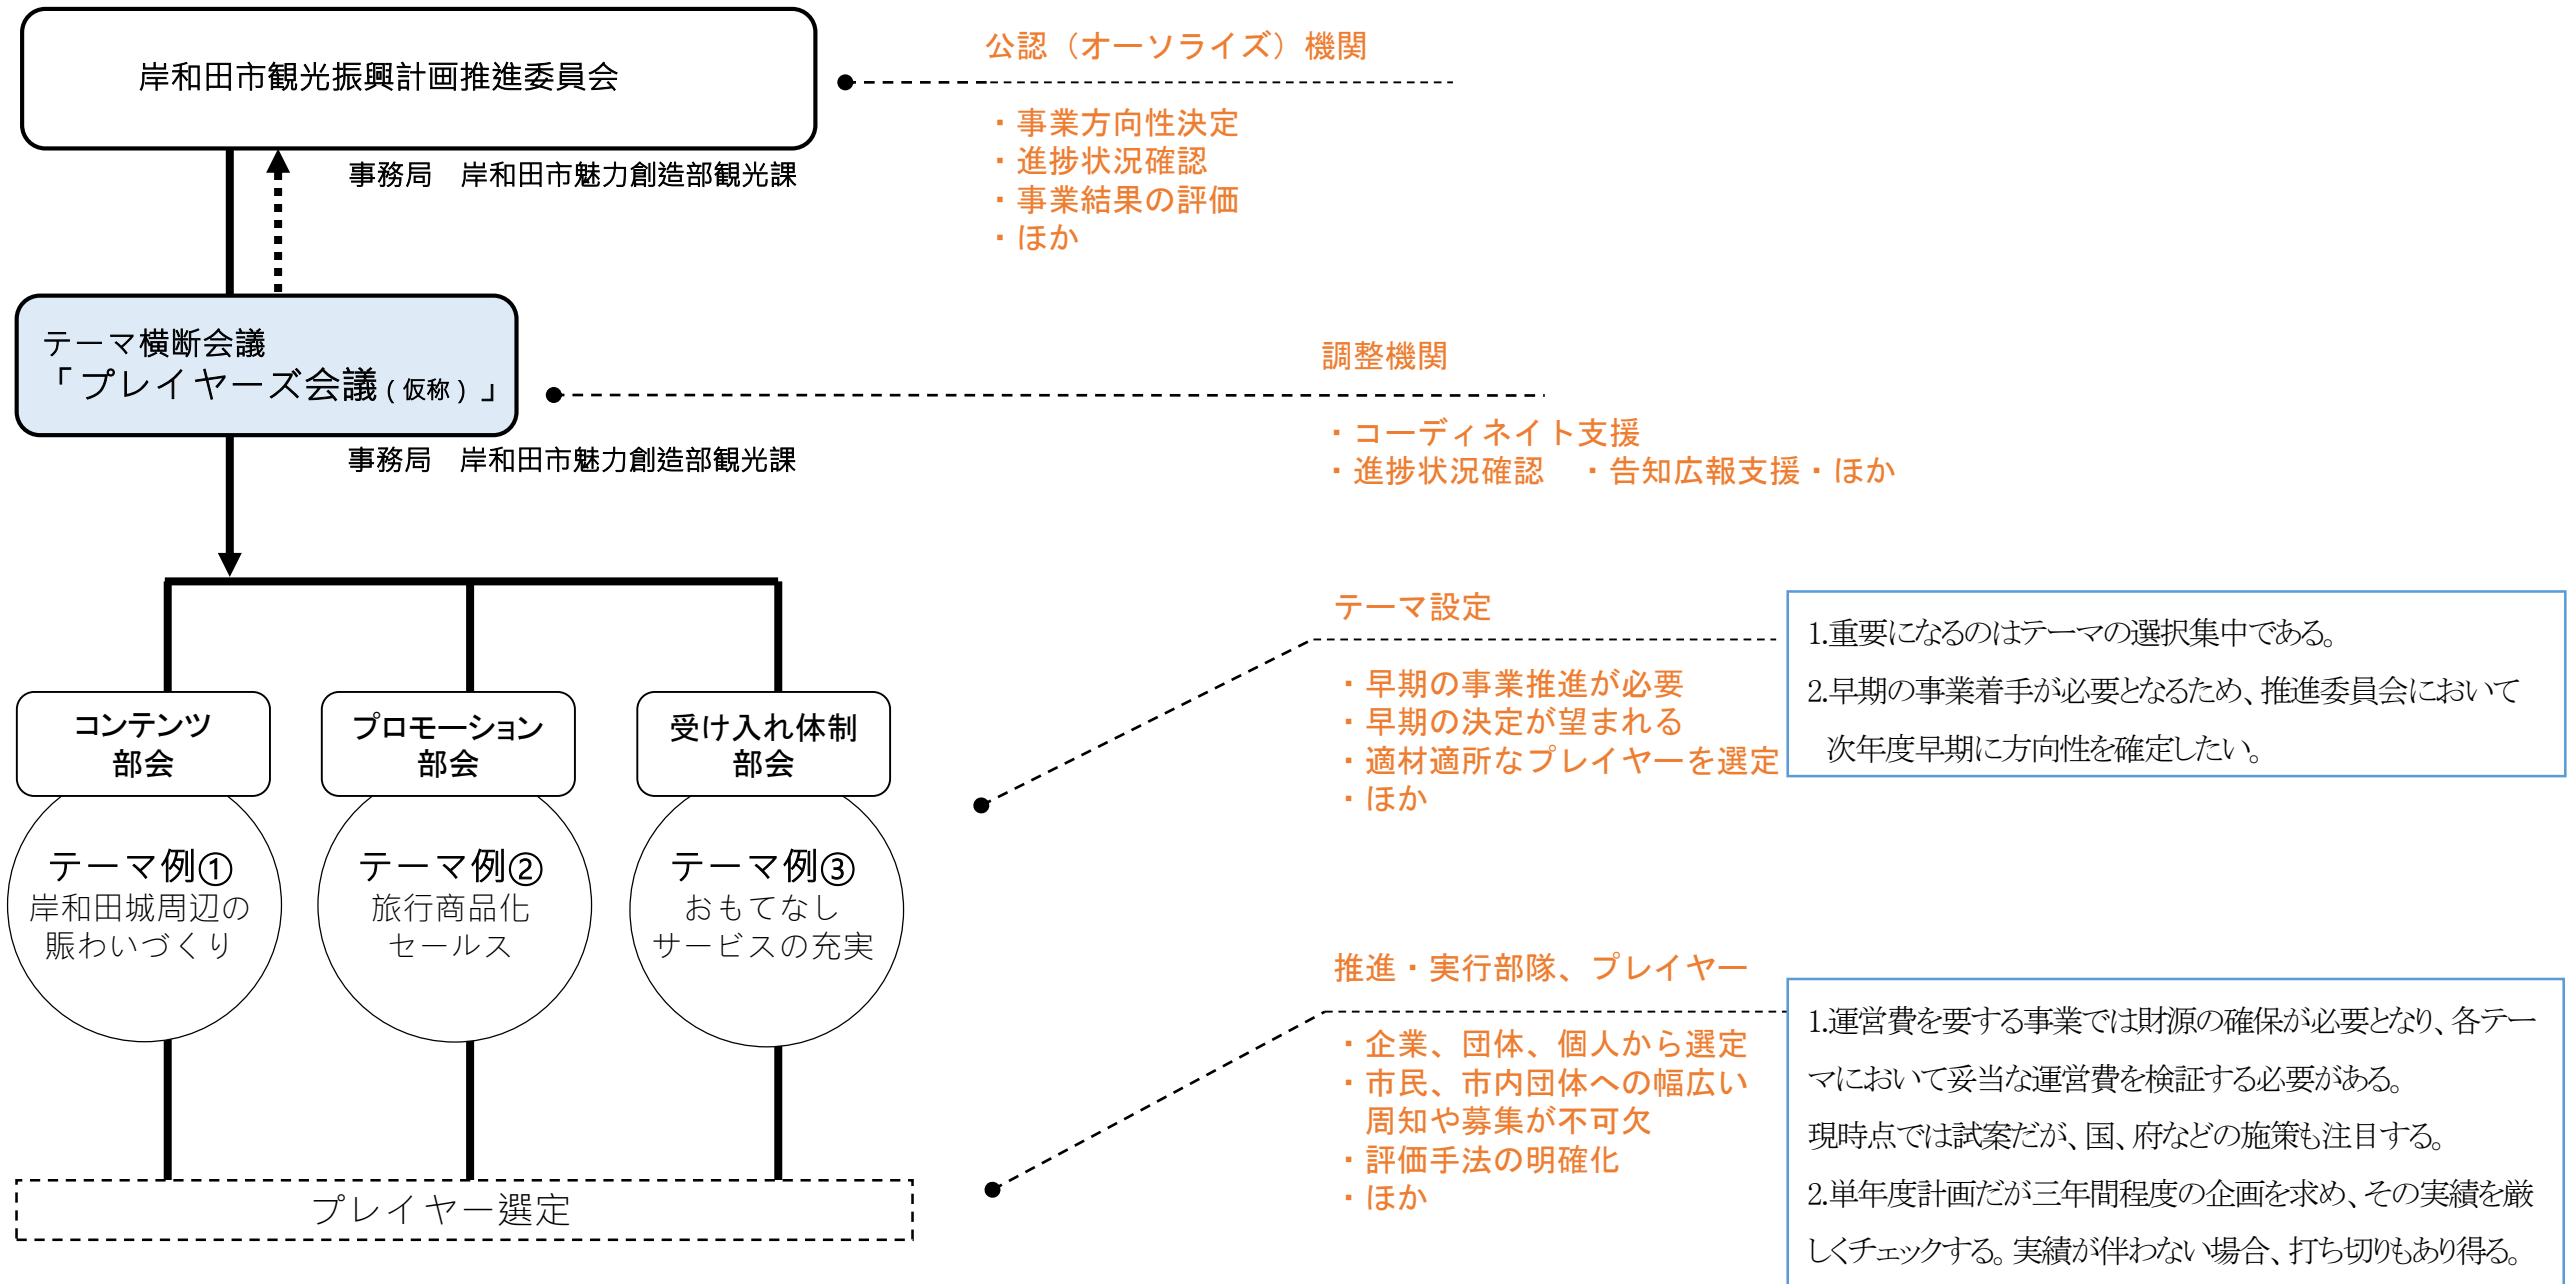 岸和田市観光振興計画推進委員会
事務局　岸和田市魅力創造部観光課
公認（オーソライズ）機関
・事業方向性決定
・進捗状況確認
・事業結果の評価
・ほか
テーマ横断会議
「プレイヤーズ会議(仮称)」
事務局　岸和田市魅力創造部観光課
調整機関
・コーディネイト支援
・進捗状況確認　・告知広報支援・ほか
コンテンツ
部会
プロモーション
部会
受け入れ体制
部会
テーマ例①
岸和田城周辺の
賑わいづくり
テーマ例②
旅行商品化
セールス
テーマ例③
おもてなし
サービスの充実
テーマ設定
・早期の事業推進が必要
・早期の決定が望まれる
・適材適所なプレイヤーを選定
・ほか
1.重要になるのはテーマの選択集中である。
2.早期の事業着手が必要となるため、推進委員会において
次年度早期に方向性を確定したい。
プレイヤー選定
推進・実行部隊、プレイヤー
・企業、団体、個人から選定
・市民、市内団体への幅広い
周知や募集が不可欠
・評価手法の明確化
・ほか
1.運営費を要する事業では財源の確保が必要となり、各テー
マにおいて妥当な運営費を検証する必要がある。
現時点では試案だが、国、府などの施策も注目する。
2.単年度計画だが三年間程度の企画を求め、その実績を厳
しくチェックする。実績が伴わない場合、打ち切りもあり得る。